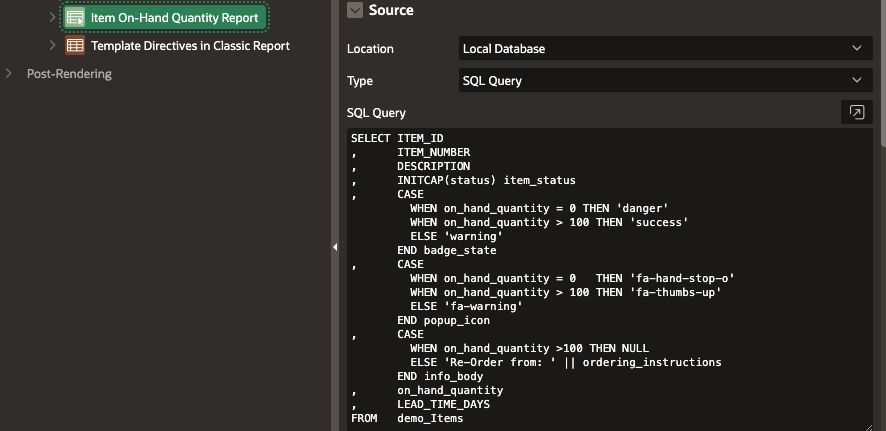 Item On-Hand Quantity Report
Template Directives in Classic Report
Post-Rendering
Source
Location Local Database
Type SQL Query
SQL Query
SELECT ITEM_ID
,      ITEM_NUMBER
,      DESCRIPTION
,      INITCAP(status) item_status
,      CASE
         WHEN on_hand_quantity = 0 THEN 'danger'
         WHEN on_hand_quantity > 100 THEN 'success'
         ELSE 'warning'
       END badge_state
,      CASE
         WHEN on_hand_quantity = 0   THEN 'fa-hand-stop-o'
         WHEN on_hand_quantity > 100 THEN 'fa-thumbs-up'
         ELSE 'fa-warning'
       END popup_icon
,      CASE
         WHEN on_hand_quantity >100 THEN NULL
         ELSE 'Re-Order from: ' || ordering_instructions
       END info_body
,      on_hand_quantity
,      LEAD_TIME_DAYS
FROM   demo_Items